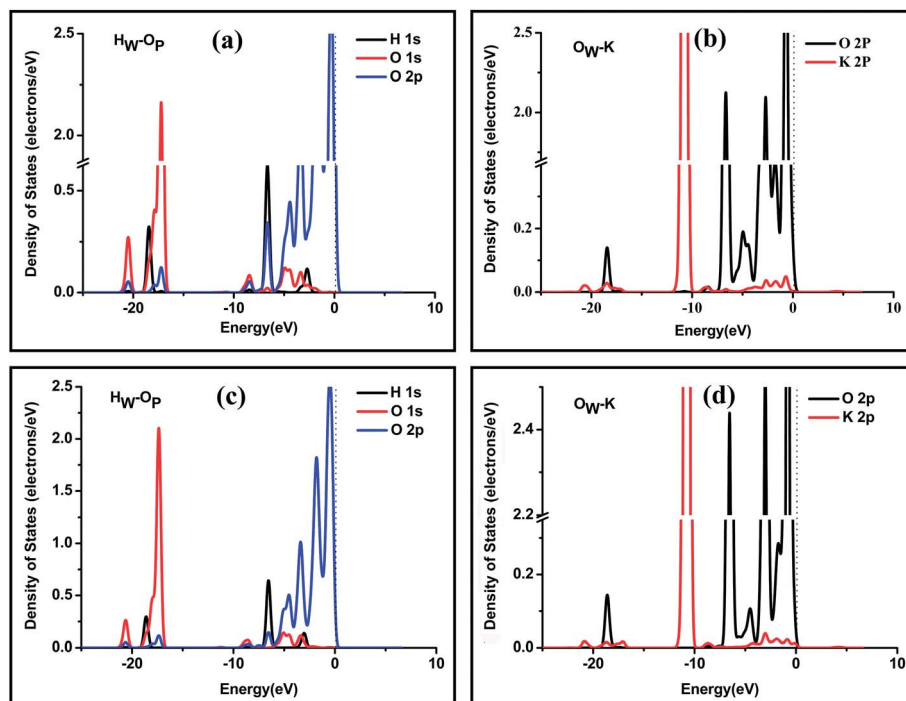 (a)
H_W-O_P
H 1s
O 1s
O 2p
Density of States (electrons/eV)
2.5
2.0
0.5
0.0
-20
-10
0
10
Energy(eV)
(b)
O_W-K
O 2P
K 2P
Density of States (electrons/eV)
2.5
2.0
0.2
0.0
-20
-10
0
10
Energy(eV)
(c)
H_W-O_P
H 1s
O 1s
O 2p
Density of States (electrons/eV)
2.5
2.0
1.5
1.0
0.5
0.0
-20
-10
0
10
Energy(eV)
(d)
O_W-K
O 2p
K 2p
Density of States (electrons/eV)
2.4
2.2
0.2
0.0
-20
-10
0
10
Energy(eV)